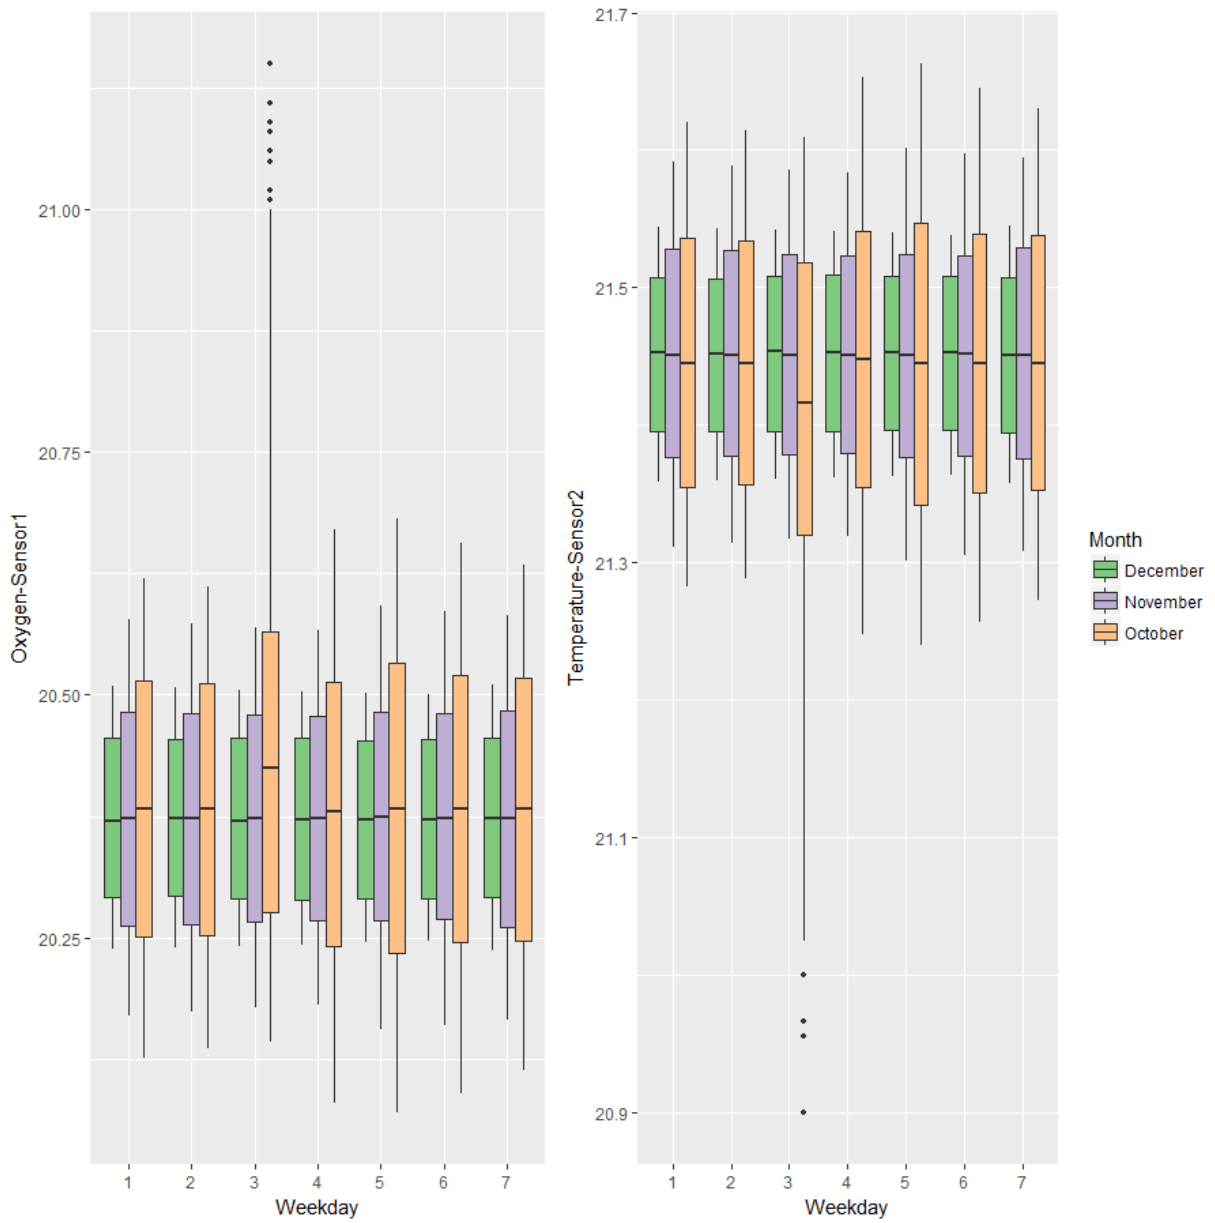 Oxygen-Sensor1
21.00
20.75
20.50
20.25
1 2 3 4 5 6 7
Weekday
Temperature-Sensor2
21.7
21.5
21.3
21.1
20.9
1 2 3 4 5 6 7
Weekday
Month
December
November
October